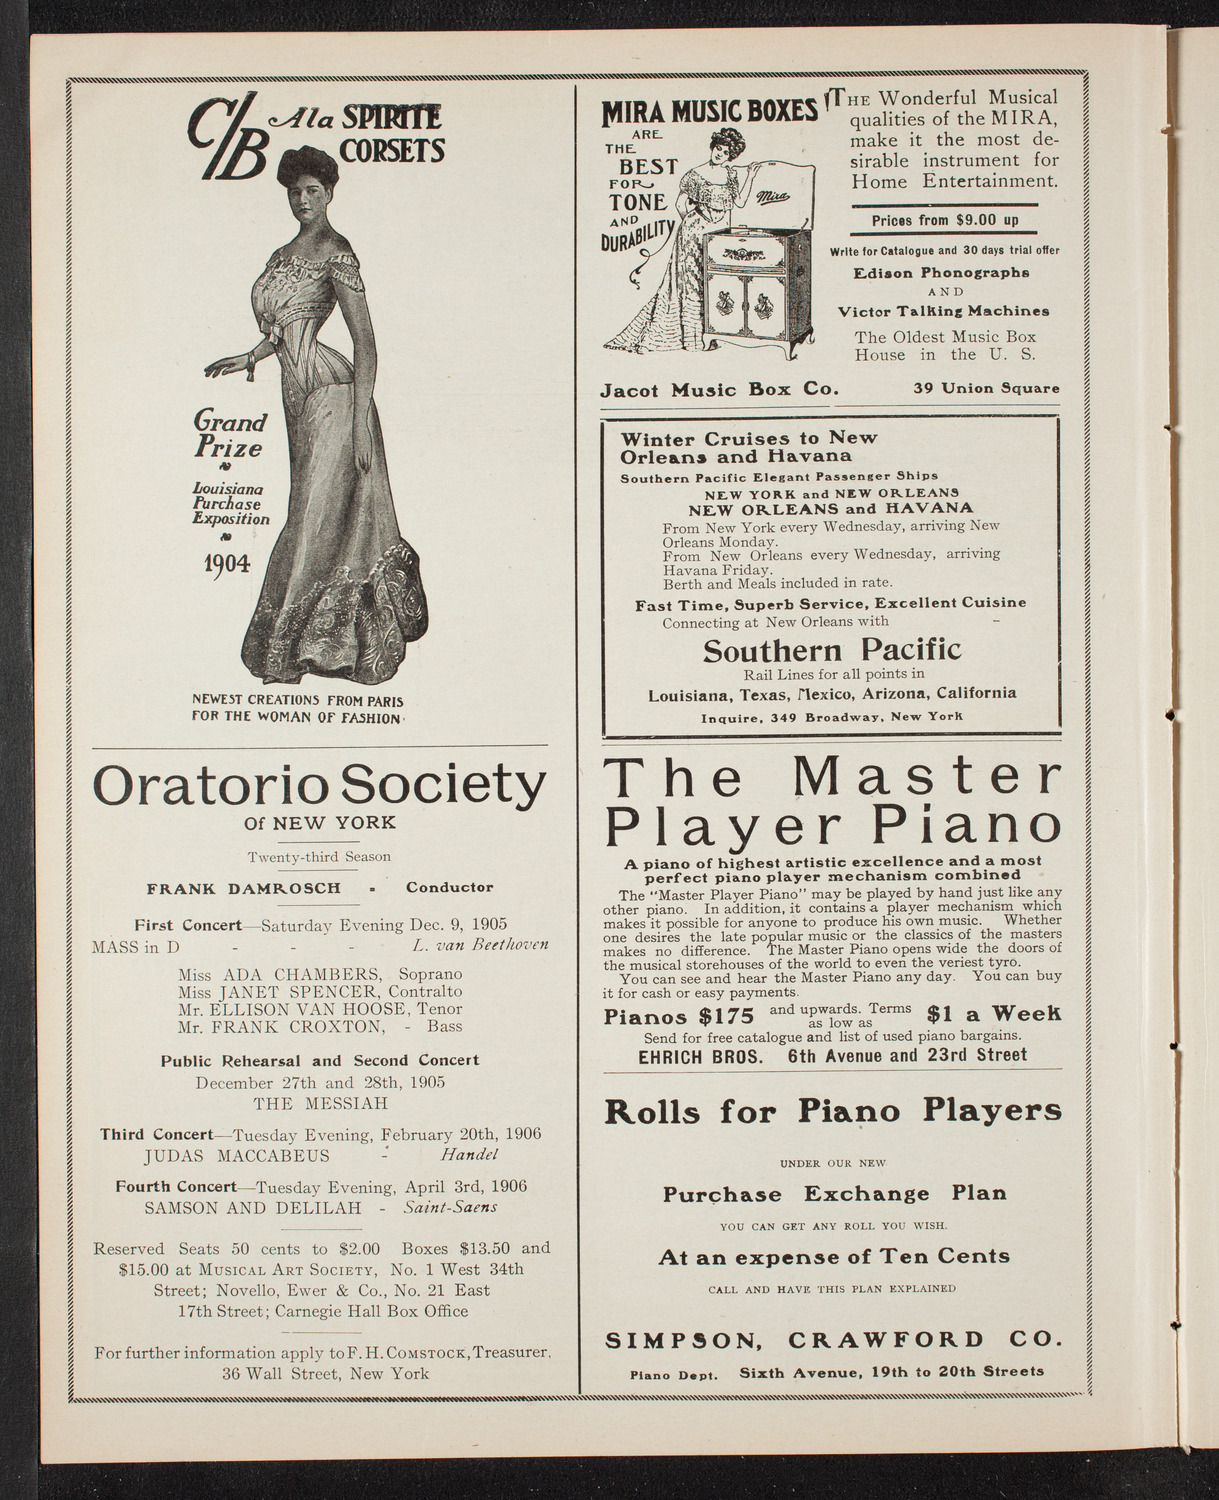 C/B Ala SPIRITE
CORSETS
Grand
Prize
Louisiana
Purchase
Exposition
1904
NEWEST CREATIONS FROM PARIS
FOR THE WOMAN OF FASHION.
Oratorio Society
Of NEW YORK
Twenty-third Season
FRANK DAMROSCH - Conductor
First Concert—Saturday Evening Dec. 9, 1905
MASS in D - - - L. van Beethoven
Miss ADA CHAMBERS, Soprano
Miss JANET SPENCER, Contralto
Mr. ELLISON VAN HOOSE, Tenor
Mr. FRANK CROXTON, - Bass
Public Rehearsal and Second Concert
December 27th and 28th, 1905
THE MESSIAH
Third Concert—Tuesday Evening, February 20th, 1906
JUDAS MACCABEUS - Handel
Fourth Concert—Tuesday Evening, April 3rd, 1906
SAMSON AND DELILAH - Saint-Saens
Reserved Seats 50 cents to $2.00 Boxes $13.50 and
$15.00 at MUSICAL ART SOCIETY, No. 1 West 34th
Street; Novello, Ewer & Co., No. 21 East
17th Street; Carnegie Hall Box Office
For further information apply to F. H. COMSTOCK, Treasurer,
36 Wall Street, New York
MIRA MUSIC BOXES
ARE
THE
BEST
FOR
TONE
AND
DURABILITY
Mira
THE Wonderful Musical
qualities of the MIRA,
make it the most de-
sirable instrument for
Home Entertainment.
Prices from $9.00 up
Write for Catalogue and 30 days trial offer
Edison Phonographs
AND
Victor Talking Machines
The Oldest Music Box
House in the U. S.
Jacot Music Box Co. 39 Union Square
Winter Cruises to New
Orleans and Havana
Southern Pacific Elegant Passenger Ships
NEW YORK and NEW ORLEANS
NEW ORLEANS and HAVANA
From New York every Wednesday, arriving New
Orleans Monday.
From New Orleans every Wednesday, arriving
Havana Friday.
Berth and Meals included in rate.
Fast Time, Superb Service, Excellent Cuisine
Connecting at New Orleans with -
Southern Pacific
Rail Lines for all points in
Louisiana, Texas, Mexico, Arizona, California
Inquire, 349 Broadway, New York
The Master
Player Piano
A piano of highest artistic excellence and a most
perfect piano player mechanism combined
The "Master Player Piano" may be played by hand just like any
other piano. In addition, it contains a player mechanism which
makes it possible for anyone to produce his own music. Whether
one desires the late popular music or the classics of the masters
makes no difference. The Master Piano opens wide the doors of
the musical storehouses of the world to even the veriest tyro.
You can see and hear the Master Piano any day. You can buy
it for cash or easy payments.
Pianos $175 and upwards. Terms as low as $1 a Week
Send for free catalogue and list of used piano bargains.
EHRICH BROS. 6th Avenue and 23rd Street
Rolls for Piano Players
UNDER OUR NEW
Purchase Exchange Plan
YOU CAN GET ANY ROLL YOU WISH.
At an expense of Ten Cents
CALL AND HAVE THIS PLAN EXPLAINED
SIMPSON, CRAWFORD CO.
Piano Dept. Sixth Avenue, 19th to 20th Streets